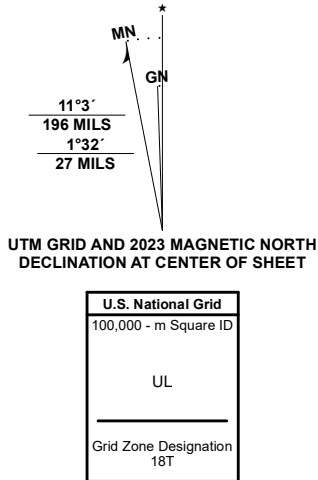 MN
GN
11°3´
196 MILS
1°32´
27 MILS
UTM GRID AND 2023 MAGNETIC NORTH
DECLINATION AT CENTER OF SHEET
U.S. National Grid
100,000 - m Square ID
UL
Grid Zone Designation
18T